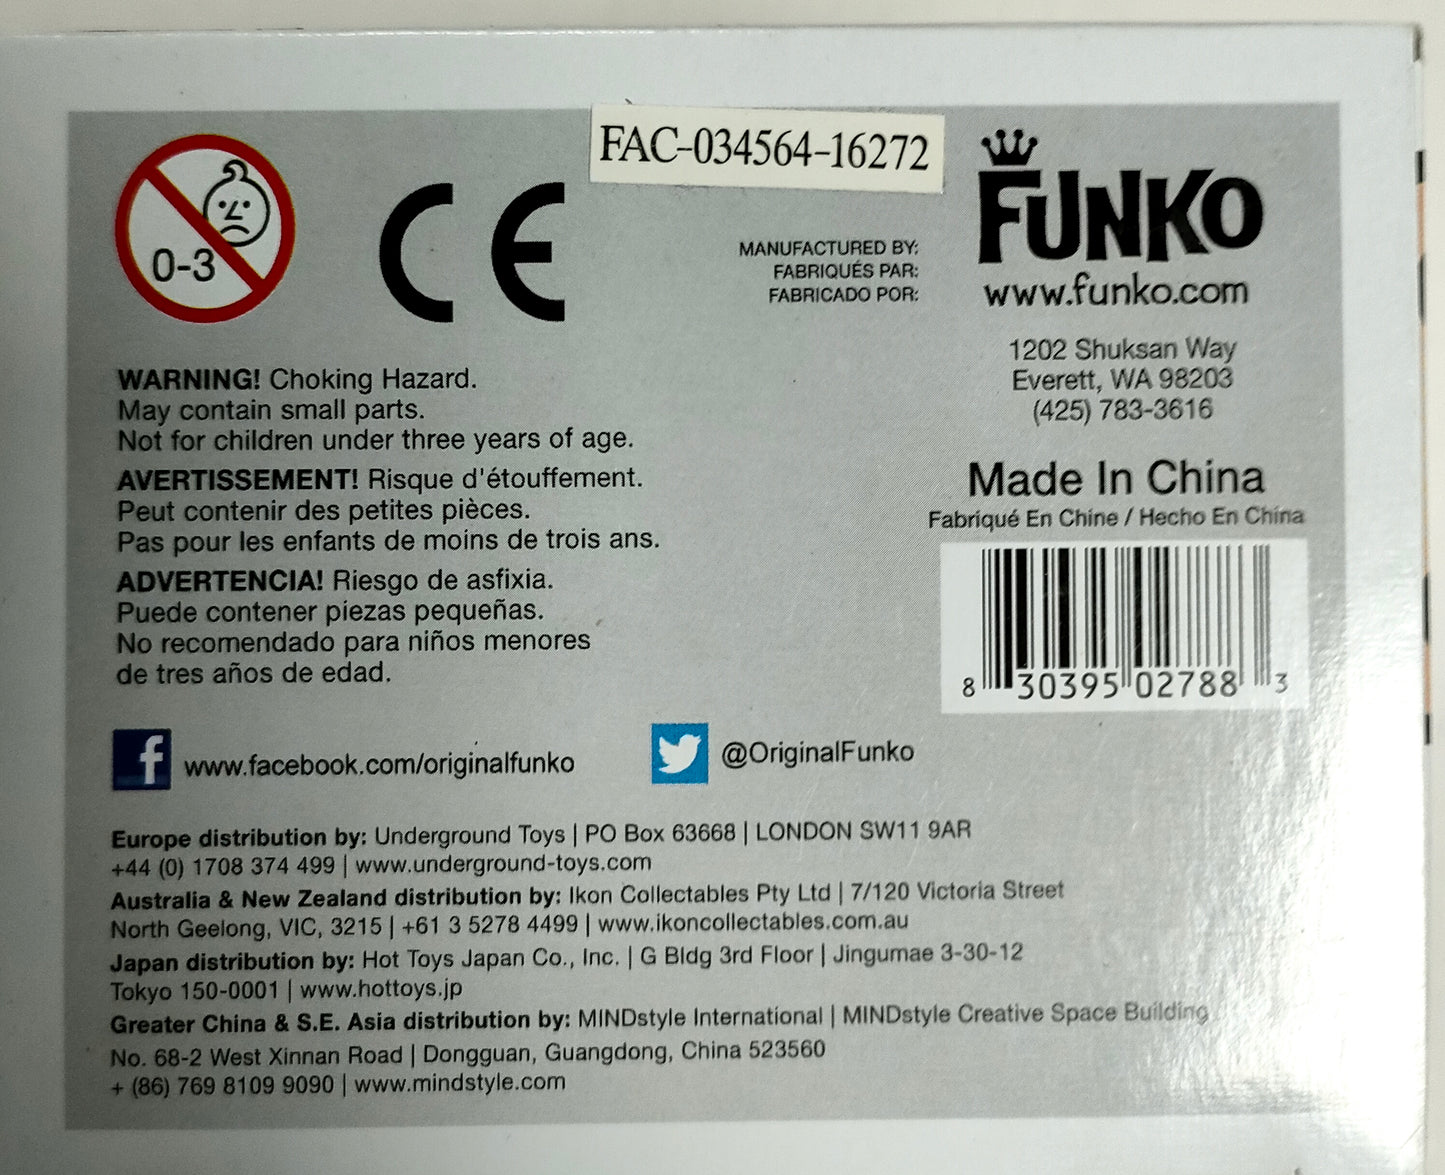 FAC-034564-16272
0-3
CE
MANUFACTURED BY:
FABRIQUÉS PAR:
FABRICADO POR:
FUNKO
www.funko.com
1202 Shuksan Way
Everett, WA 98203
(425) 783-3616
WARNING! Choking Hazard.
May contain small parts.
Not for children under three years of age.
AVERTISSEMENT! Risque d'étouffement.
Peut contenir des petites pièces.
Pas pour les enfants de moins de trois ans.
ADVERTENCIA! Riesgo de asfixia.
Puede contener piezas pequeñas.
No recomendado para niños menores
de tres años de edad.
Made In China
Fabriqué En Chine / Hecho En China
8 30395 02788 3
f www.facebook.com/originalfunko
@OriginalFunko
Europe distribution by: Underground Toys | PO Box 63668 | LONDON SW11 9AR
+44 (0) 1708 374 499 | www.underground-toys.com
Australia & New Zealand distribution by: Ikon Collectables Pty Ltd | 7/120 Victoria Street
North Geelong, VIC, 3215 | +61 3 5278 4499 | www.ikoncollectables.com.au
Japan distribution by: Hot Toys Japan Co., Inc. | G Bldg 3rd Floor | Jingumae 3-30-12
Tokyo 150-0001 | www.hottoys.jp
Greater China & S.E. Asia distribution by: MINDstyle International | MINDstyle Creative Space Building
No. 68-2 West Xinnan Road | Dongguan, Guangdong, China 523560
+ (86) 769 8109 9090 | www.mindstyle.com